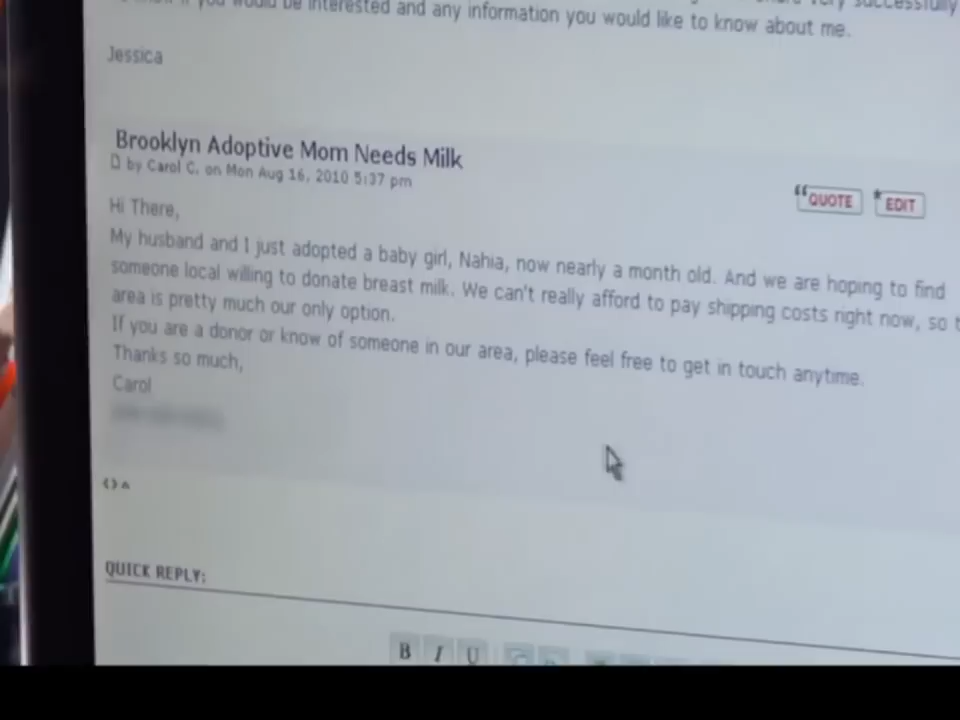 you would be interested and any information you would like to know about me.
very successfully
Jessica
Brooklyn Adoptive Mom Needs Milk
by Carol C. on Mon Aug 16, 2010 5:37 pm
“QUOTE
*EDIT
Hi There,
My husband and I just adopted a baby girl, Nahia, now nearly a month old. And we are hoping to find
someone local willing to donate breast milk. We can't really afford to pay shipping costs right now, so
area is pretty much our only option.
If you are a donor or know of someone in our area, please feel free to get in touch anytime.
Thanks so much,
Carol
QUICK REPLY:
B I U